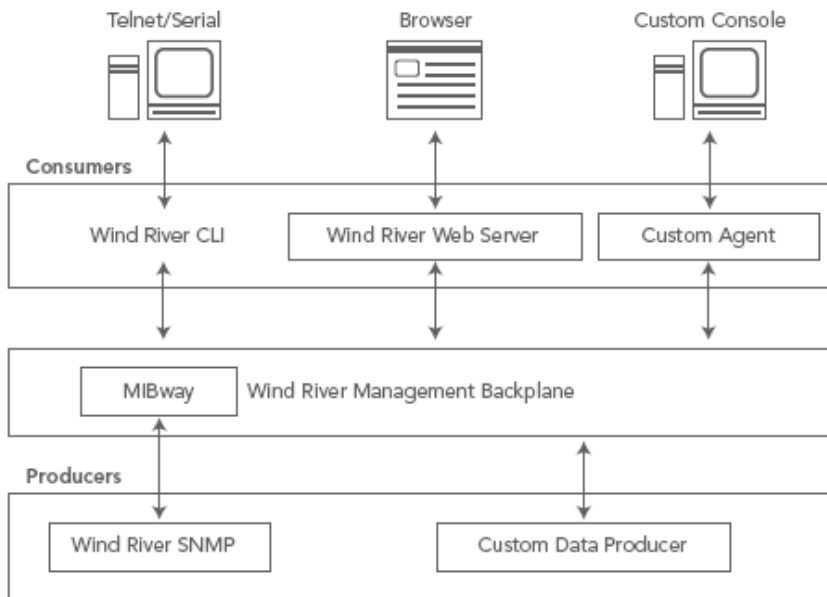 Telnet/Serial
Browser
Custom Console
Consumers
Wind River CLI
Wind River Web Server
Custom Agent
MIBway
Wind River Management Backplane
Producers
Wind River SNMP
Custom Data Producer